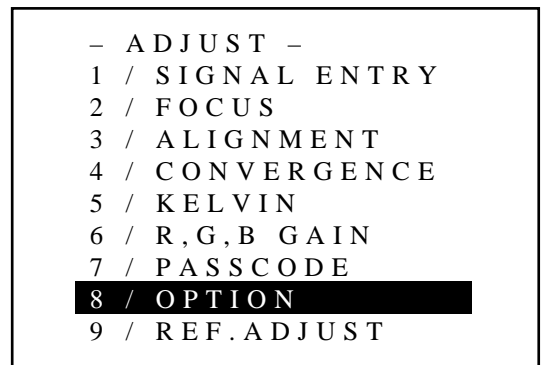 – ADJUST –
1 / SIGNAL ENTRY
2 / FOCUS
3 / ALIGNMENT
4 / CONVERGENCE
5 / KELVIN
6 / R,G,B GAIN
7 / PASSCODE
8 / OPTION
9 / REF.ADJUST